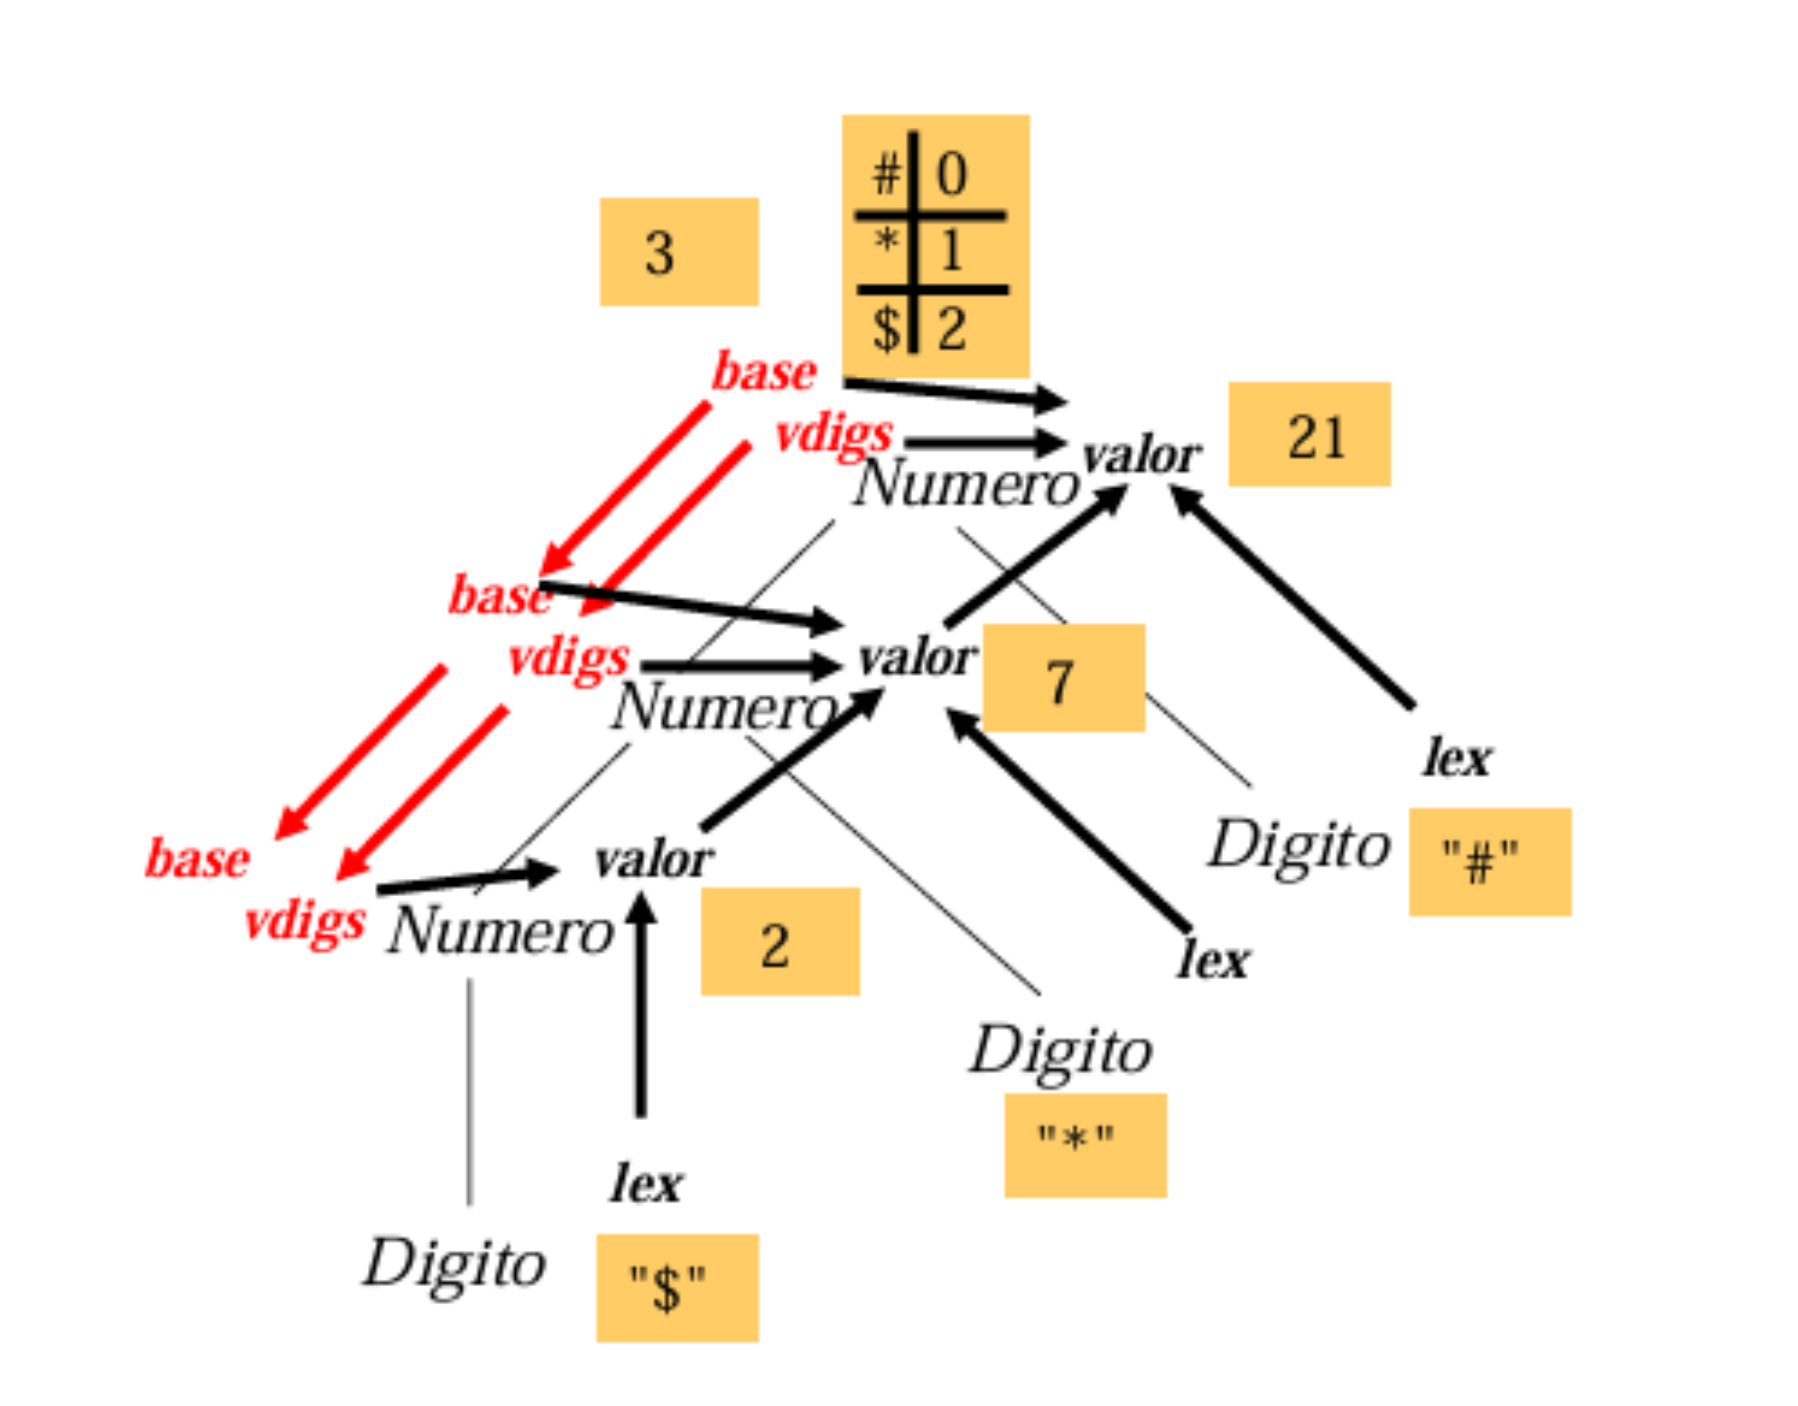 # 0
3
* 1
$ 2
base
vdigs
valor
21
Numero
base
vdigs
valor
7
Numero
lex
Digito
"#"
base
valor
vdigs
Numero
2
lex
Digito
"*"
lex
Digito
"$"